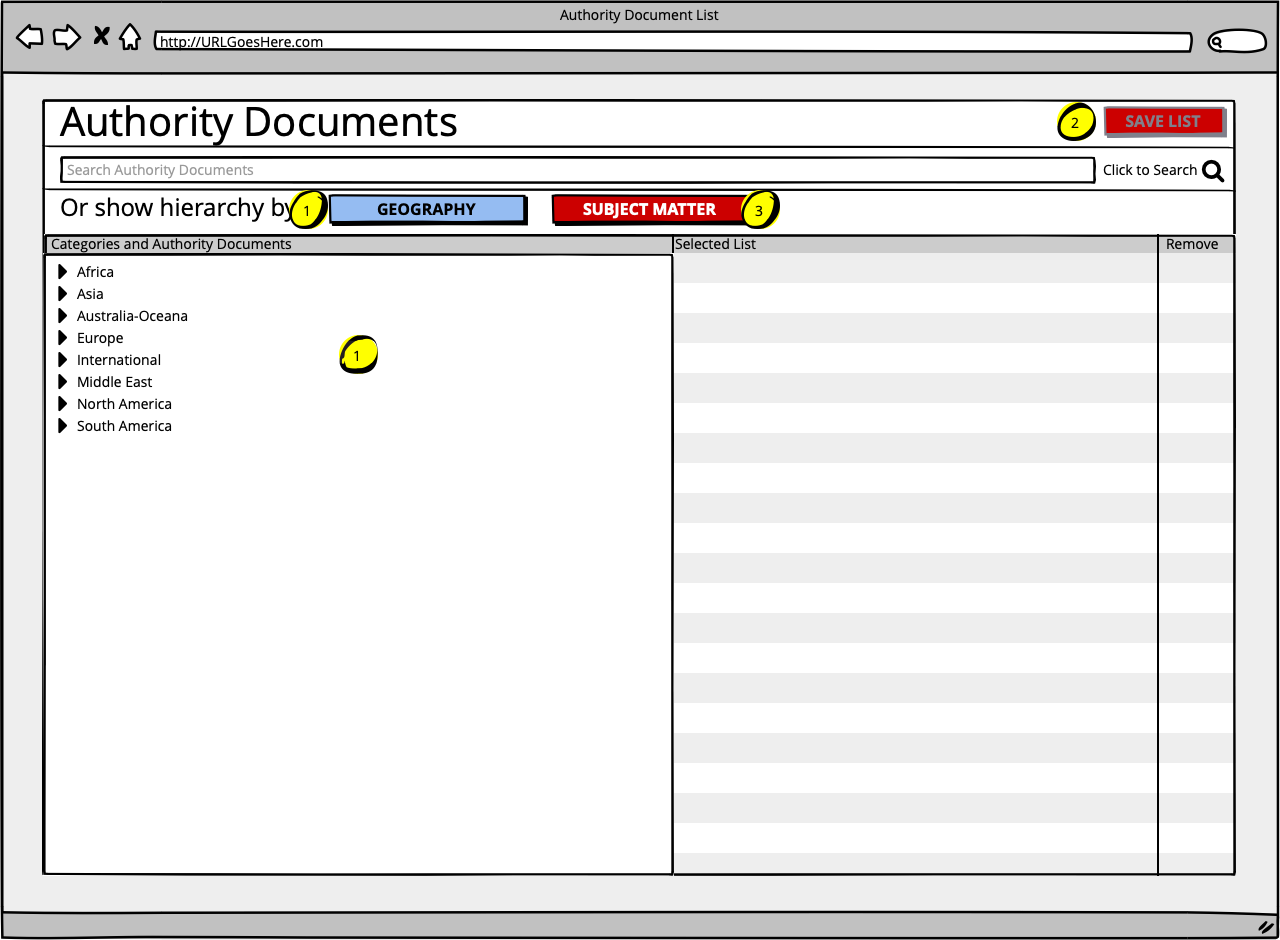 Authority Document List
http://URLGoesHere.com
Authority Documents
2
SAVE LIST
Search Authority Documents
Click to Search
Or show hierarchy by
1
GEOGRAPHY
SUBJECT MATTER
3
Categories and Authority Documents
Selected List
Remove
Africa
Asia
Australia-Oceana
Europe
1
International
Middle East
North America
South America